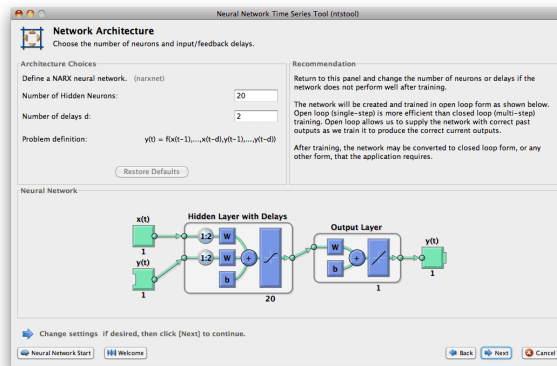 Neural Network Time Series Tool (ntstool)
Network Architecture
Choose the number of neurons and input/feedback delays.
Architecture Choices
Define a NARX neural network. (narxnet)
Number of Hidden Neurons: 20
Number of delays d: 2
Problem definition: y(t) = f(x(t-1),...,x(t-d),y(t-1),...,y(t-d))
Restore Defaults
Recommendation
Return to this panel and change the number of neurons or delays if the
network does not perform well after training.
The network will be created and trained in open loop form as shown below.
Open loop (single-step) is more efficient than closed loop (multi-step)
training. Open loop allows us to supply the network with correct past
outputs as we train it to produce the correct current outputs.
After training, the network may be converted to closed loop form, or any
other form, that the application requires.
Neural Network
Hidden Layer with Delays
Output Layer
x(t)
1
y(t)
1
1:2 W
1:2 W
+
b
20
W
+
b
1
y(t)
1
Change settings if desired, then click [Next] to continue.
Neural Network Start
Welcome
Back
Next
Cancel